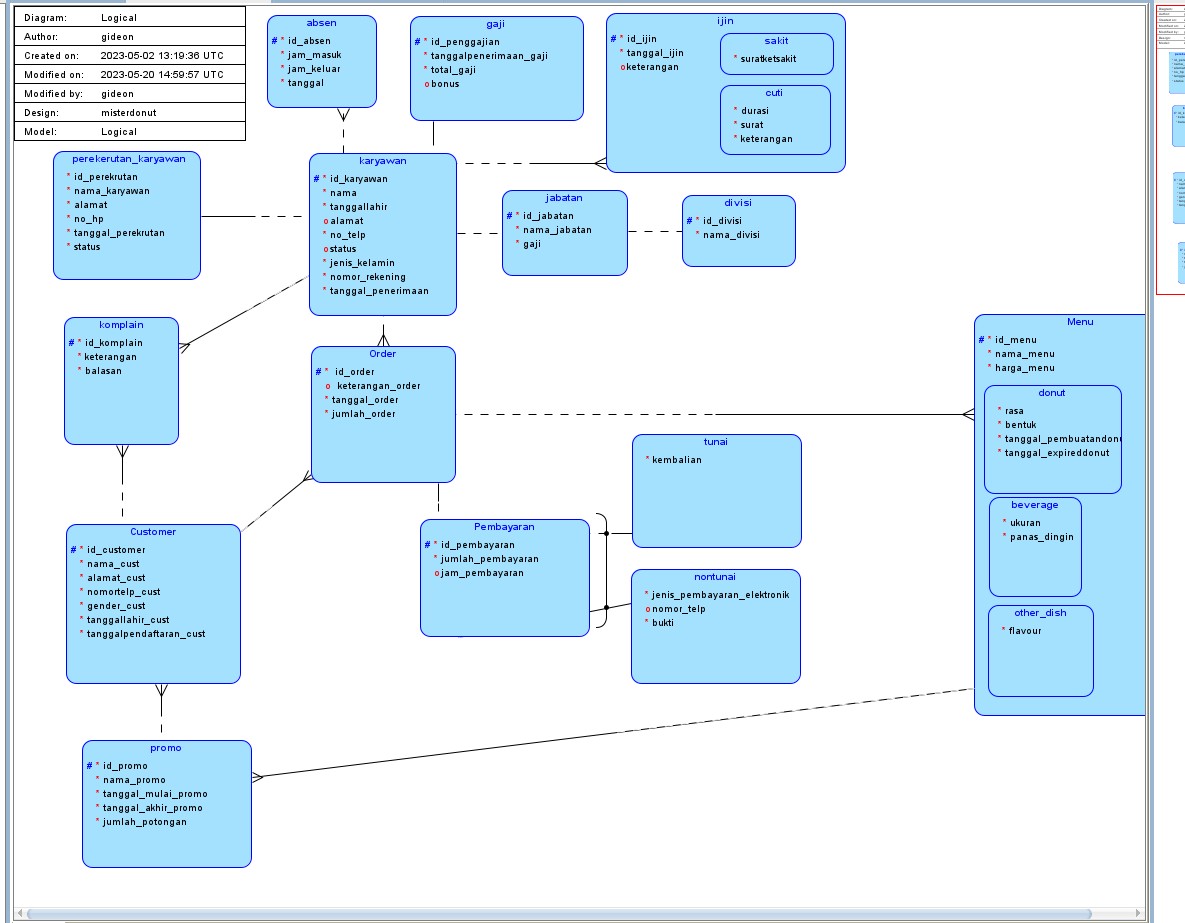 Diagram: Logical
Author: gideon
Created on: 2023-05-02 13:19:36 UTC
Modified on: 2023-05-20 14:59:57 UTC
Modified by: gideon
Design: misterdonut
Model: Logical
absen
# * id_absen
* jam_masuk
* jam_keluar
* tanggal
gaji
# * id_penggajian
* tanggalpenerimaan_gaji
* total_gaji
o bonus
ijin
# * id_ijin
* tanggal_ijin
o keterangan
sakit
* suratketsakit
cuti
* durasi
* surat
* keterangan
perekerutan_karyawan
* id_perekrutan
* nama_karyawan
* alamat
* no_hp
* tanggal_perekrutan
* status
karyawan
# * id_karyawan
* nama
* tanggallahir
o alamat
* no_telp
o status
* jenis_kelamin
* nomor_rekening
* tanggal_penerimaan
jabatan
# * id_jabatan
* nama_jabatan
* gaji
divisi
# * id_divisi
* nama_divisi
komplain
# * id_komplain
* keterangan
* balasan
Order
# * id_order
o keterangan_order
* tanggal_order
* jumlah_order
Menu
# * id_menu
* nama_menu
* harga_menu
donut
* rasa
* bentuk
* tanggal_pembuatandonu
* tanggal_expireddonut
beverage
* ukuran
* panas_dingin
other_dish
* flavour
tunai
* kembalian
Customer
# * id_customer
* nama_cust
* alamat_cust
* nomortelp_cust
* gender_cust
* tanggallahir_cust
* tanggalpendaftaran_cust
Pembayaran
# * id_pembayaran
* jumlah_pembayaran
o jam_pembayaran
nontunai
* jenis_pembayaran_elektronik
o nomor_telp
* bukti
promo
# * id_promo
* nama_promo
* tanggal_mulai_promo
* tanggal_akhir_promo
* jumlah_potongan